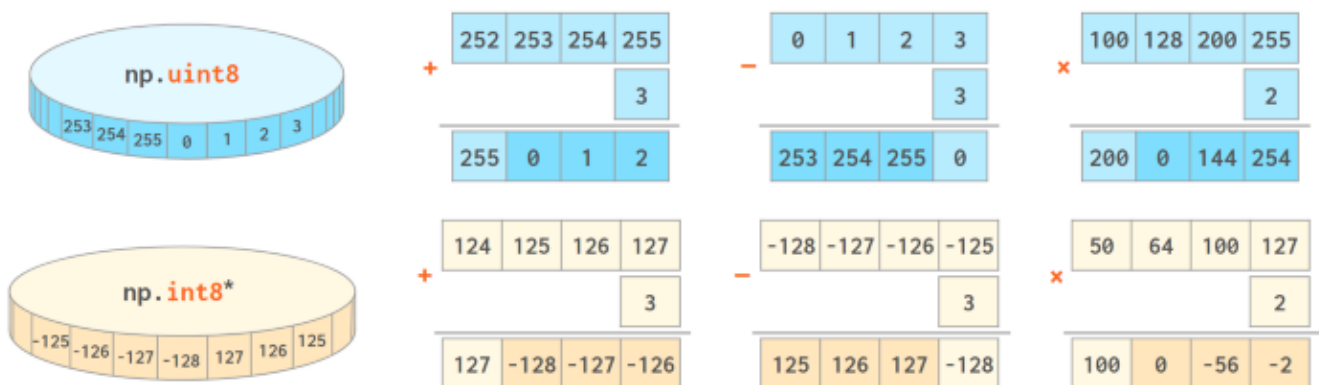 np.uint8
253 254 255 0 1 2 3
+ 252 253 254 255
3
255 0 1 2
− 0 1 2 3
3
253 254 255 0
× 100 128 200 255
2
200 0 144 254
np.int8*
-125 -126 -127 -128 127 126 125
+ 124 125 126 127
3
127 -128 -127 -126
− -128 -127 -126 -125
3
125 126 127 -128
× 50 64 100 127
2
100 0 -56 -2